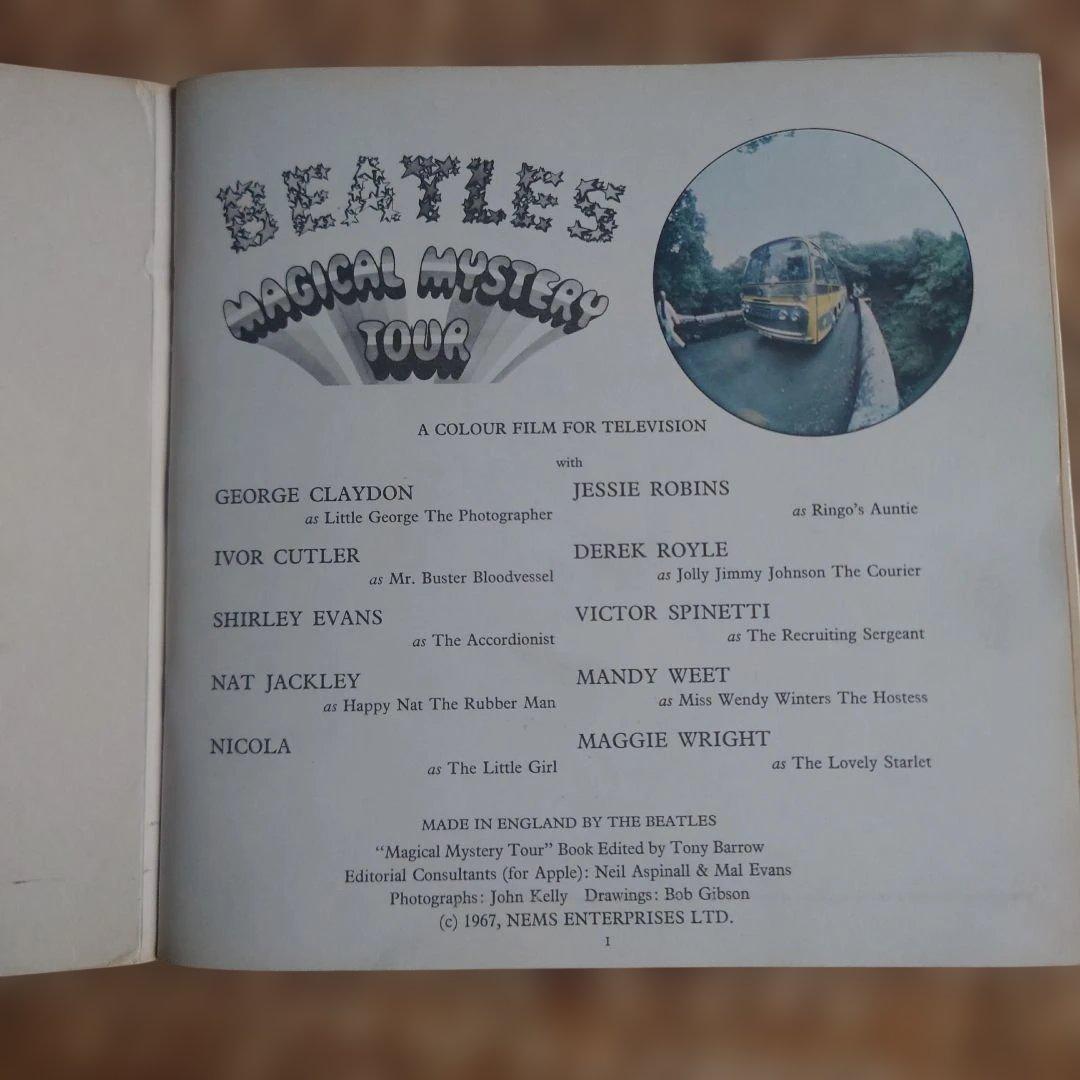 BEATLES
MAGICAL MYSTERY
TOUR
A COLOUR FILM FOR TELEVISION
with
GEORGE CLAYDON
as Little George The Photographer
IVOR CUTLER
as Mr. Buster Bloodvessel
SHIRLEY EVANS
as The Accordionist
NAT JACKLEY
as Happy Nat The Rubber Man
NICOLA
as The Little Girl
JESSIE ROBINS
as Ringo's Auntie
DEREK ROYLE
as Jolly Jimmy Johnson The Courier
VICTOR SPINETTI
as The Recruiting Sergeant
MANDY WEET
as Miss Wendy Winters The Hostess
MAGGIE WRIGHT
as The Lovely Starlet
MADE IN ENGLAND BY THE BEATLES
"Magical Mystery Tour" Book Edited by Tony Barrow
Editorial Consultants (for Apple): Neil Aspinall & Mal Evans
Photographs: John Kelly Drawings: Bob Gibson
(c) 1967, NEMS ENTERPRISES LTD.
1